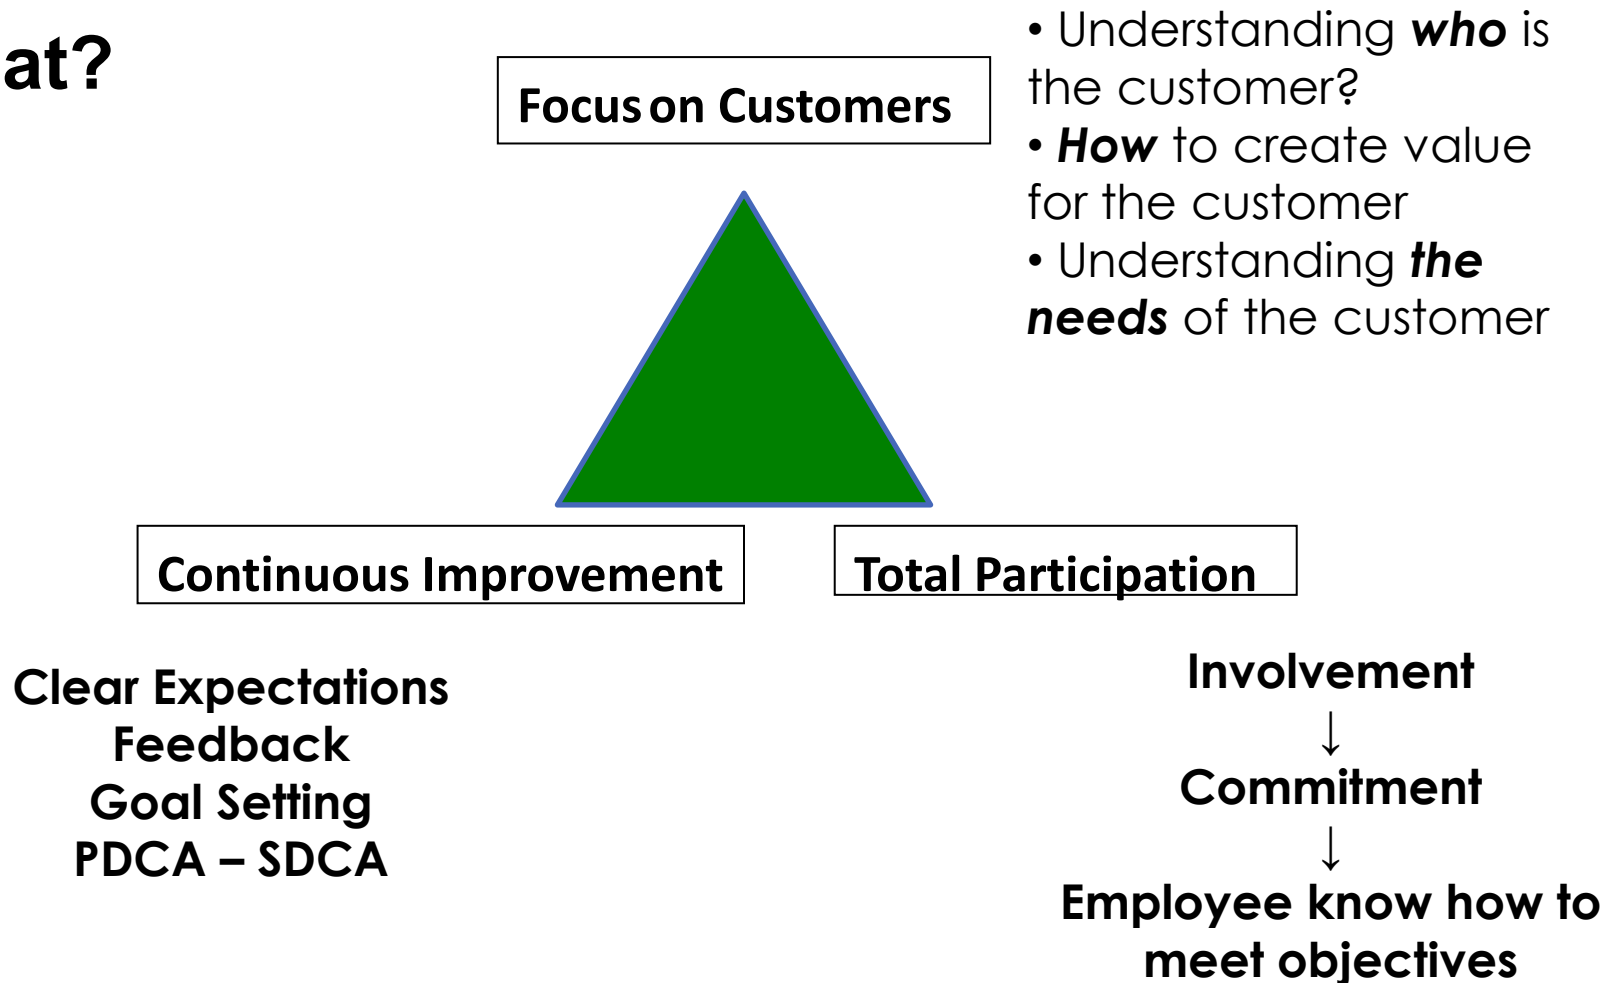 at?
Focus on Customers
• Understanding who is
the customer?
• How to create value
for the customer
• Understanding the
needs of the customer
Continuous Improvement
Total Participation
Clear Expectations
Feedback
Goal Setting
PDCA – SDCA
Involvement
↓
Commitment
↓
Employee know how to
meet objectives